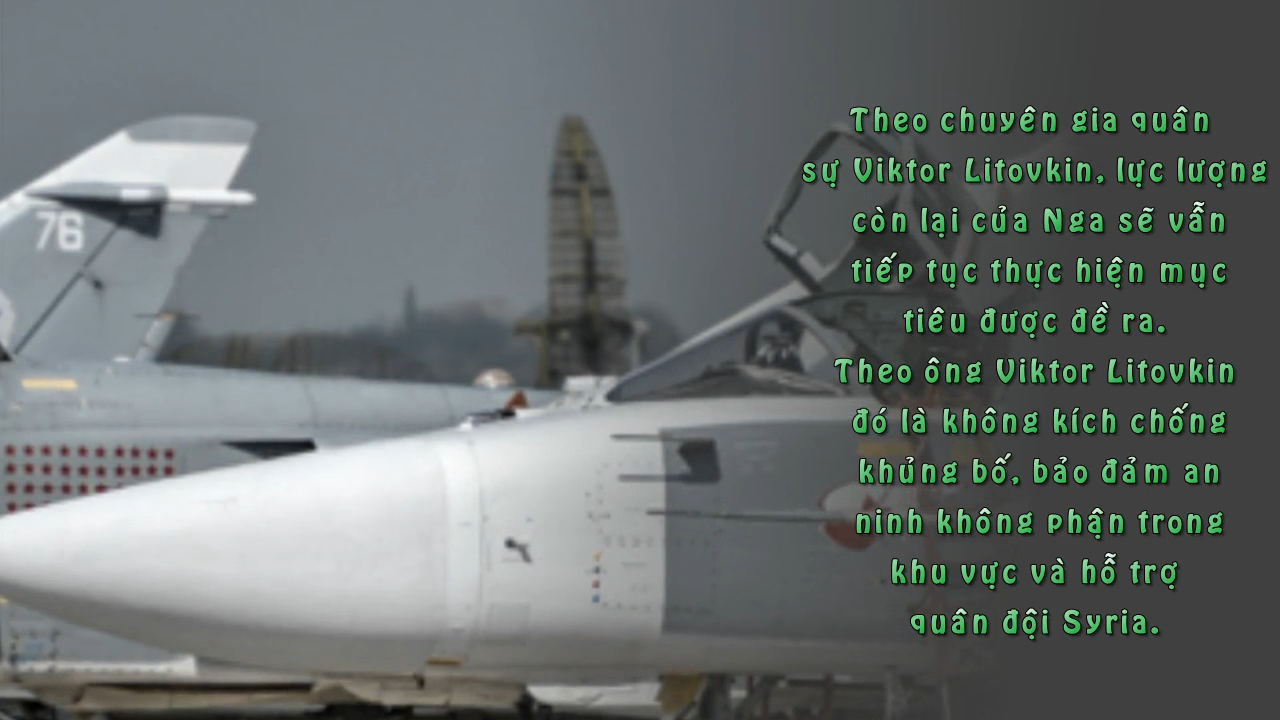 76
Theo chuyên gia quân
sự Viktor Litovkin, lực lượng
còn lại của Nga sẽ vẫn
tiếp tục thực hiện mục
tiêu được đề ra.
Theo ông Viktor Litovkin
đó là không kích chống
khủng bố, bảo đảm an
ninh không phận trong
khu vực và hỗ trợ
quân đội Syria.